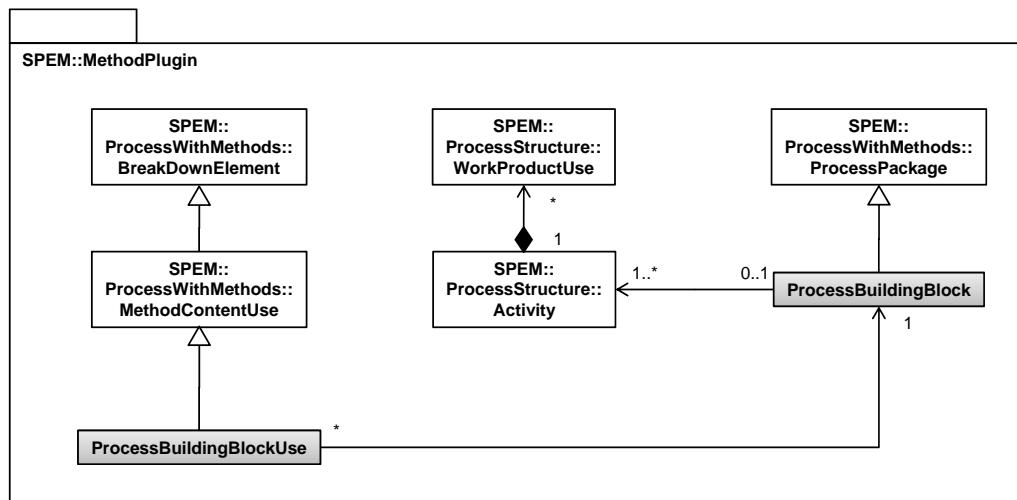 SPEM::MethodPlugin
SPEM::
ProcessWithMethods::
BreakDownElement
SPEM::
ProcessStructure::
WorkProductUse
SPEM::
ProcessWithMethods::
ProcessPackage
*
1
SPEM::
ProcessWithMethods::
MethodContentUse
SPEM::
ProcessStructure::
Activity
1..*
0..1
ProcessBuildingBlock
1
ProcessBuildingBlockUse
*